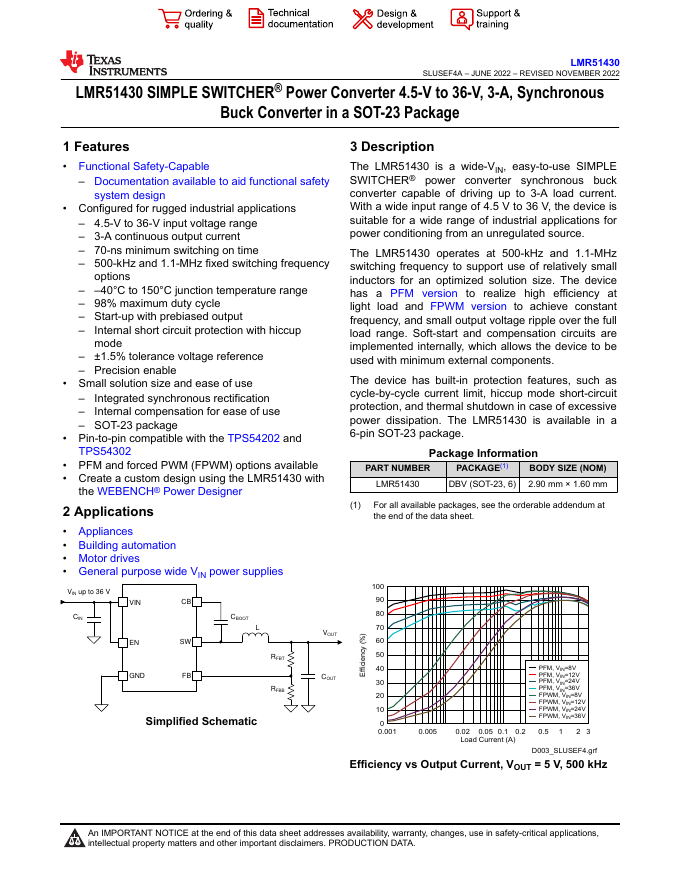 Ordering &
quality
Technical
documentation
Design &
development
Support &
training
TEXAS
INSTRUMENTS
LMR51430
SLUSEF4A – JUNE 2022 – REVISED NOVEMBER 2022
LMR51430 SIMPLE SWITCHER® Power Converter 4.5-V to 36-V, 3-A, Synchronous
Buck Converter in a SOT-23 Package
1 Features
• Functional Safety-Capable
– Documentation available to aid functional safety
system design
• Configured for rugged industrial applications
– 4.5-V to 36-V input voltage range
– 3-A continuous output current
– 70-ns minimum switching on time
– 500-kHz and 1.1-MHz fixed switching frequency
options
– –40°C to 150°C junction temperature range
– 98% maximum duty cycle
– Start-up with prebiased output
– Internal short circuit protection with hiccup
mode
– ±1.5% tolerance voltage reference
– Precision enable
• Small solution size and ease of use
– Integrated synchronous rectification
– Internal compensation for ease of use
– SOT-23 package
• Pin-to-pin compatible with the TPS54202 and
TPS54302
• PFM and forced PWM (FPWM) options available
• Create a custom design using the LMR51430 with
the WEBENCH® Power Designer
2 Applications
• Appliances
• Building automation
• Motor drives
• General purpose wide VIN power supplies
VIN up to 36 V
CIN
VIN
EN
GND
CB
SW
FB
CBOOT
L
VOUT
RFBT
RFBB
COUT
Simplified Schematic
3 Description
The LMR51430 is a wide-VIN, easy-to-use SIMPLE
SWITCHER® power converter synchronous buck
converter capable of driving up to 3-A load current.
With a wide input range of 4.5 V to 36 V, the device is
suitable for a wide range of industrial applications for
power conditioning from an unregulated source.
The LMR51430 operates at 500-kHz and 1.1-MHz
switching frequency to support use of relatively small
inductors for an optimized solution size. The device
has a PFM version to realize high efficiency at
light load and FPWM version to achieve constant
frequency, and small output voltage ripple over the full
load range. Soft-start and compensation circuits are
implemented internally, which allows the device to be
used with minimum external components.
The device has built-in protection features, such as
cycle-by-cycle current limit, hiccup mode short-circuit
protection, and thermal shutdown in case of excessive
power dissipation. The LMR51430 is available in a
6-pin SOT-23 package.
Package Information
PART NUMBER PACKAGE(1) BODY SIZE (NOM)
LMR51430 DBV (SOT-23, 6) 2.90 mm × 1.60 mm
(1) For all available packages, see the orderable addendum at
the end of the data sheet.
Efficiency (%)
100
90
80
70
60
50
40
30
20
10
0
PFM, VIN=8V
PFM, VIN=12V
PFM, VIN=24V
PFM, VIN=36V
FPWM, VIN=8V
FPWM, VIN=12V
FPWM, VIN=24V
FPWM, VIN=36V
0.001 0.005 0.02 0.05 0.1 0.2 0.5 1 2 3
Load Current (A)
D003_SLUSEF4.grf
Efficiency vs Output Current, VOUT = 5 V, 500 kHz
An IMPORTANT NOTICE at the end of this data sheet addresses availability, warranty, changes, use in safety-critical applications,
intellectual property matters and other important disclaimers. PRODUCTION DATA.